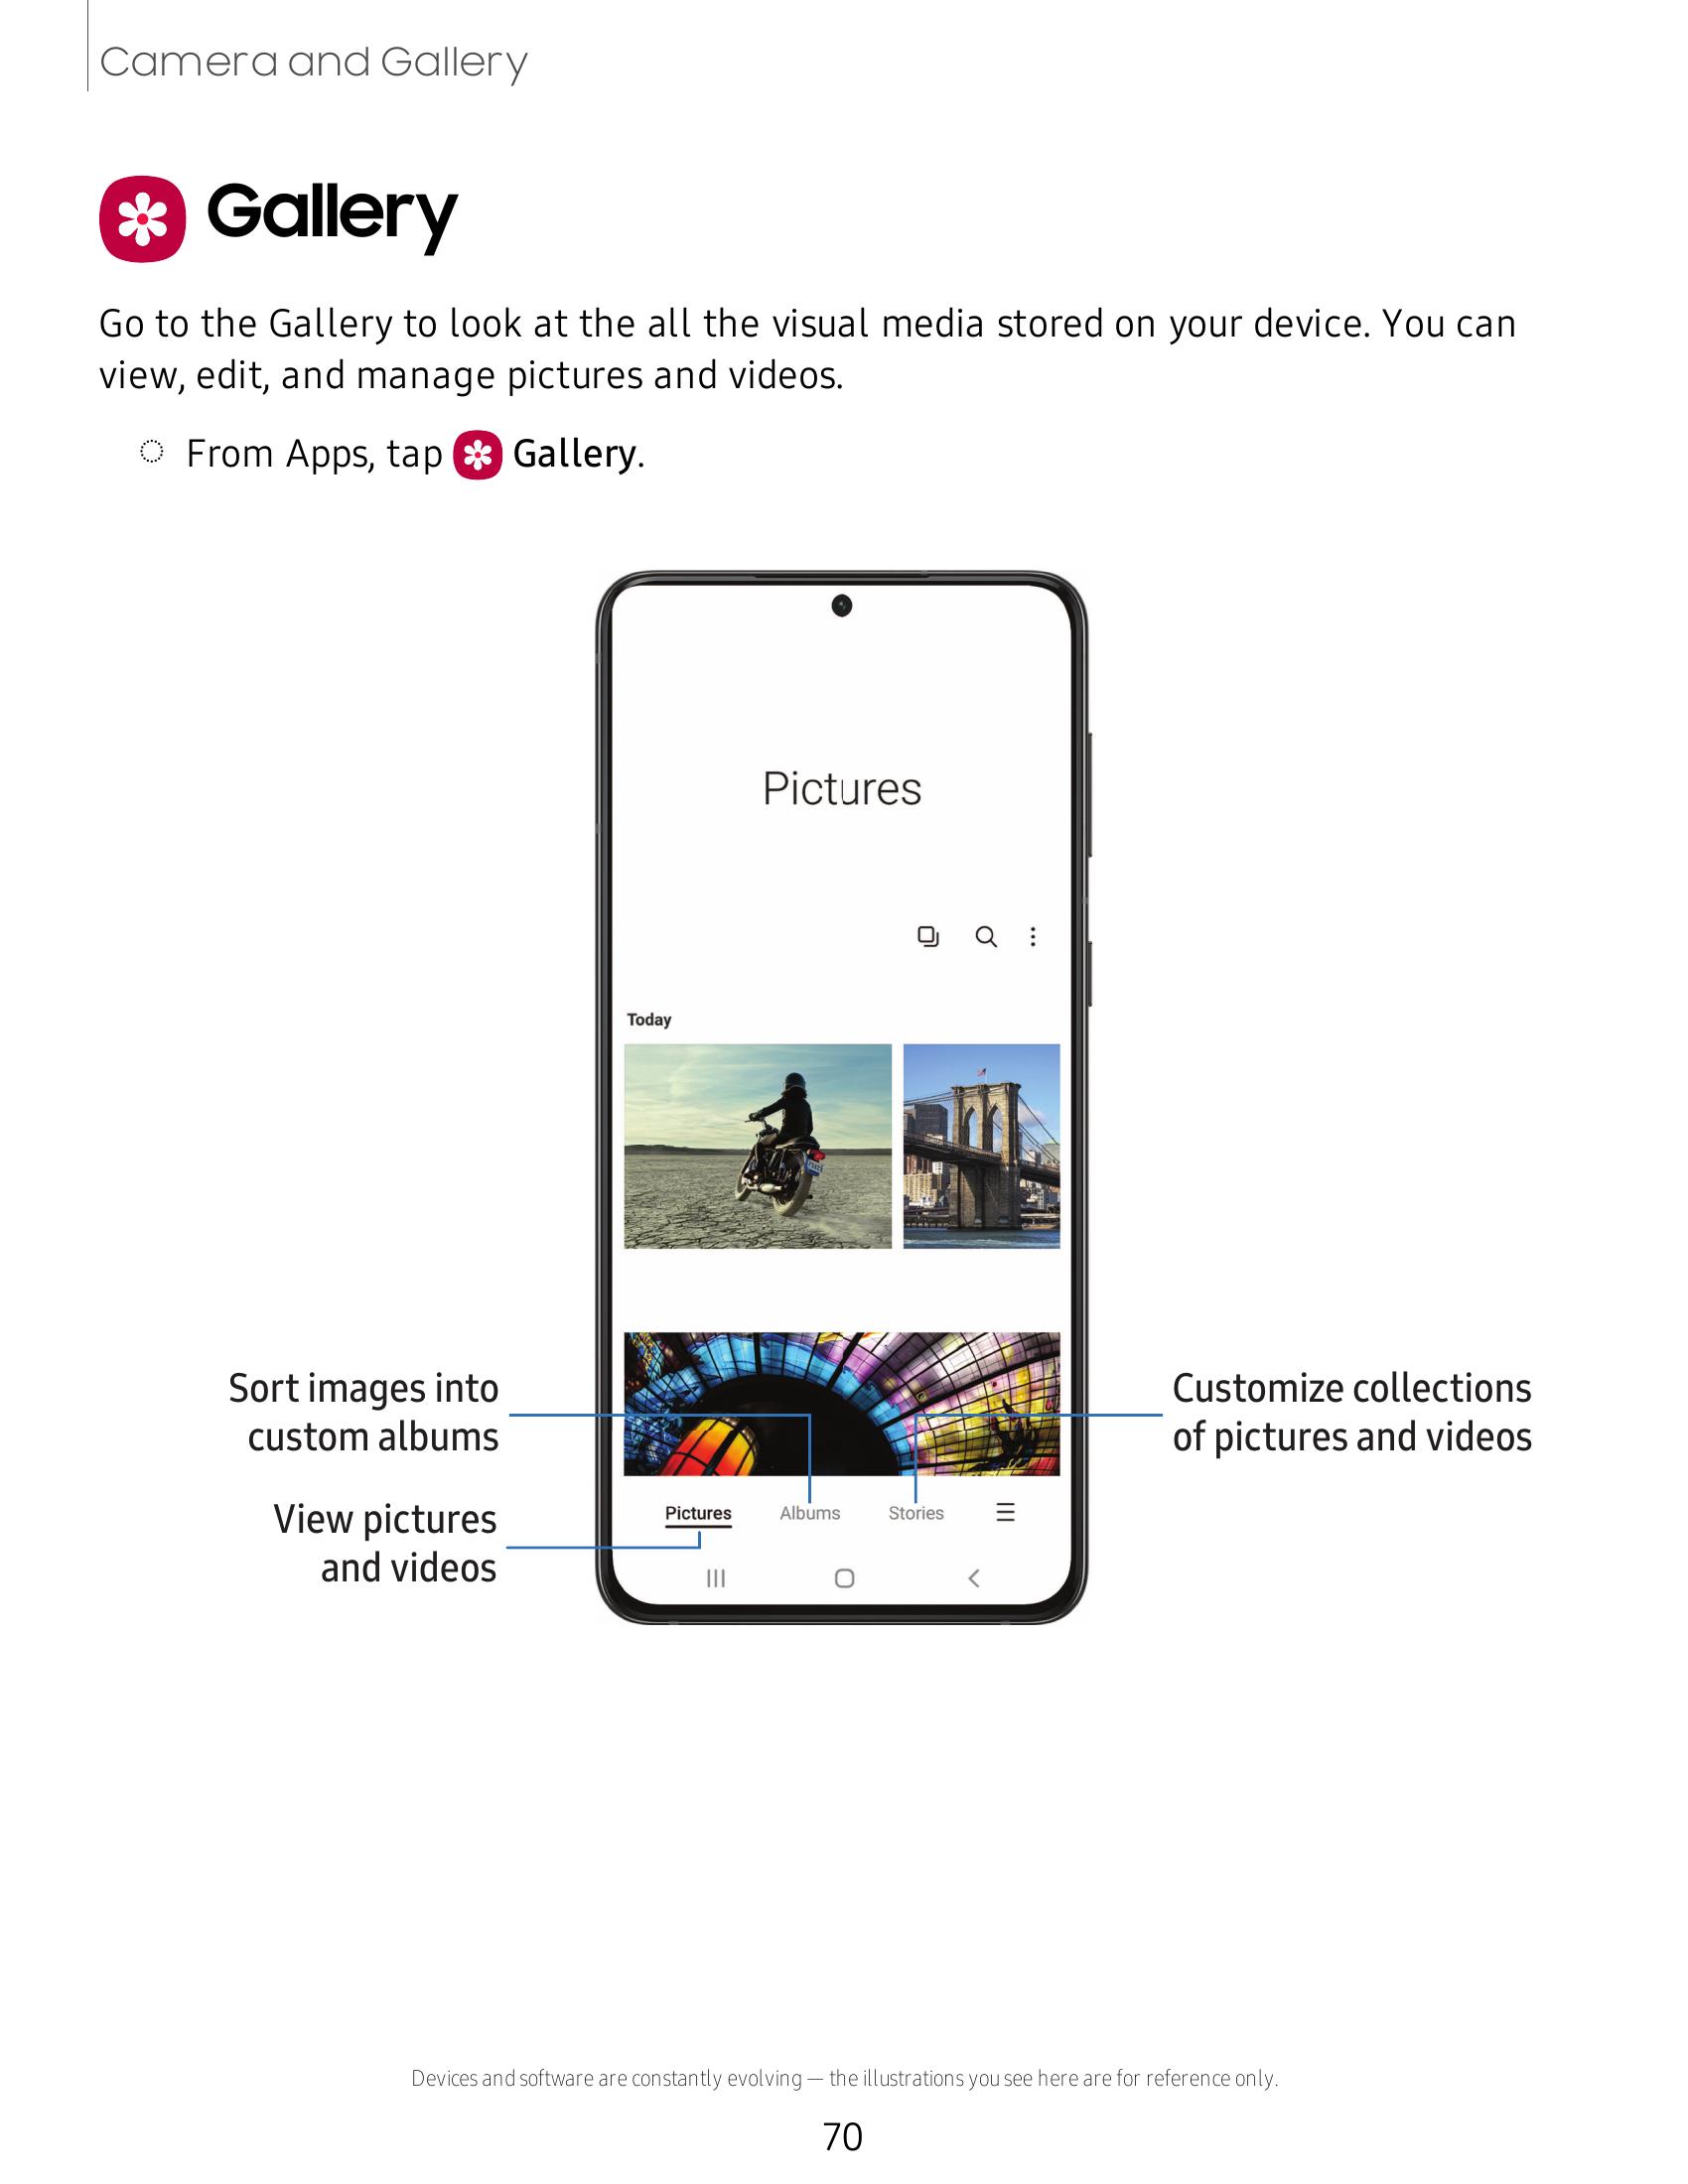 Camera and Gallery
Gallery
Go to the Gallery to look at the all the visual media stored on your device. You can
view, edit, and manage pictures and videos.
From Apps, tap Gallery.
Pictures
Today
Sort images into
custom albums
Customize collections
of pictures and videos
View pictures
and videos
Pictures Albums Stories
Devices and software are constantly evolving — the illustrations you see here are for reference only.
70